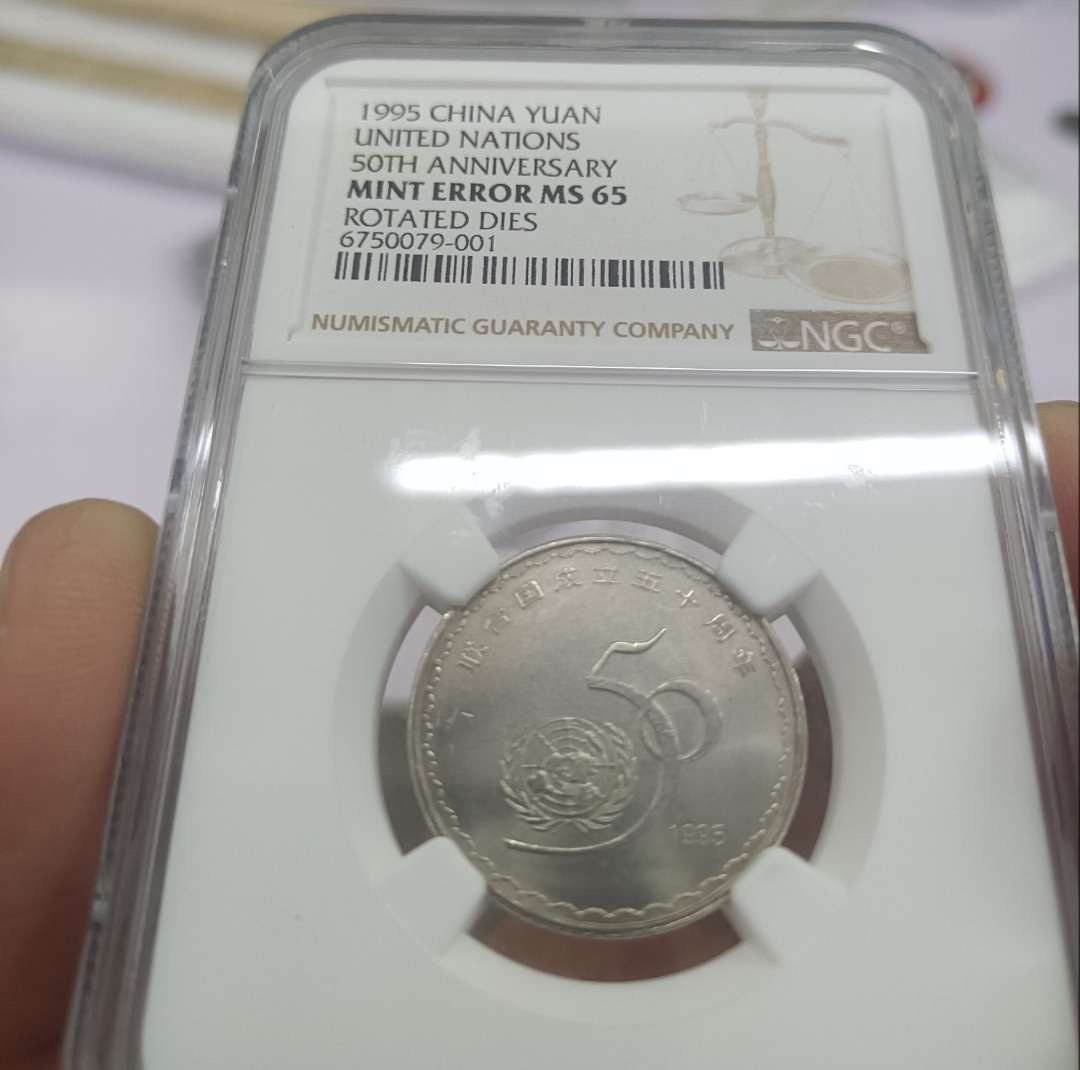 1995 CHINA YUAN
UNITED NATIONS
50TH ANNIVERSARY
MINT ERROR MS 65
ROTATED DIES
6750079-001
NUMISMATIC GUARANTY COMPANY NGC®
联合国成立五十周年
50
1995